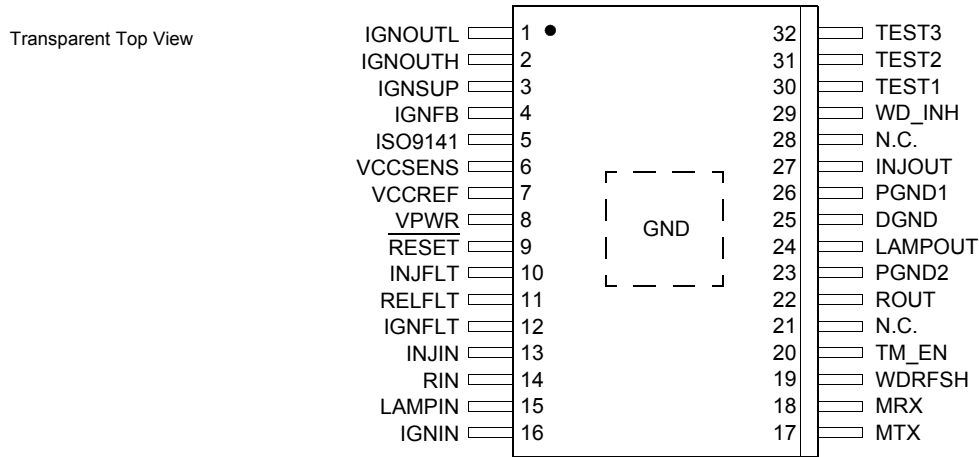 Transparent Top View
IGNOUTL 1 32 TEST3
IGNOUTH 2 31 TEST2
IGNSUP 3 30 TEST1
IGNFB 4 29 WD_INH
ISO9141 5 28 N.C.
VCCSENS 6 27 INJOUT
VCCREF 7 26 PGND1
VPWR 8 25 DGND
GND
RESET 9 24 LAMPOUT
INJFLT 10 23 PGND2
RELFLT 11 22 ROUT
IGNFLT 12 21 N.C.
INJIN 13 20 TM_EN
RIN 14 19 WDRFSH
LAMPIN 15 18 MRX
IGNIN 16 17 MTX